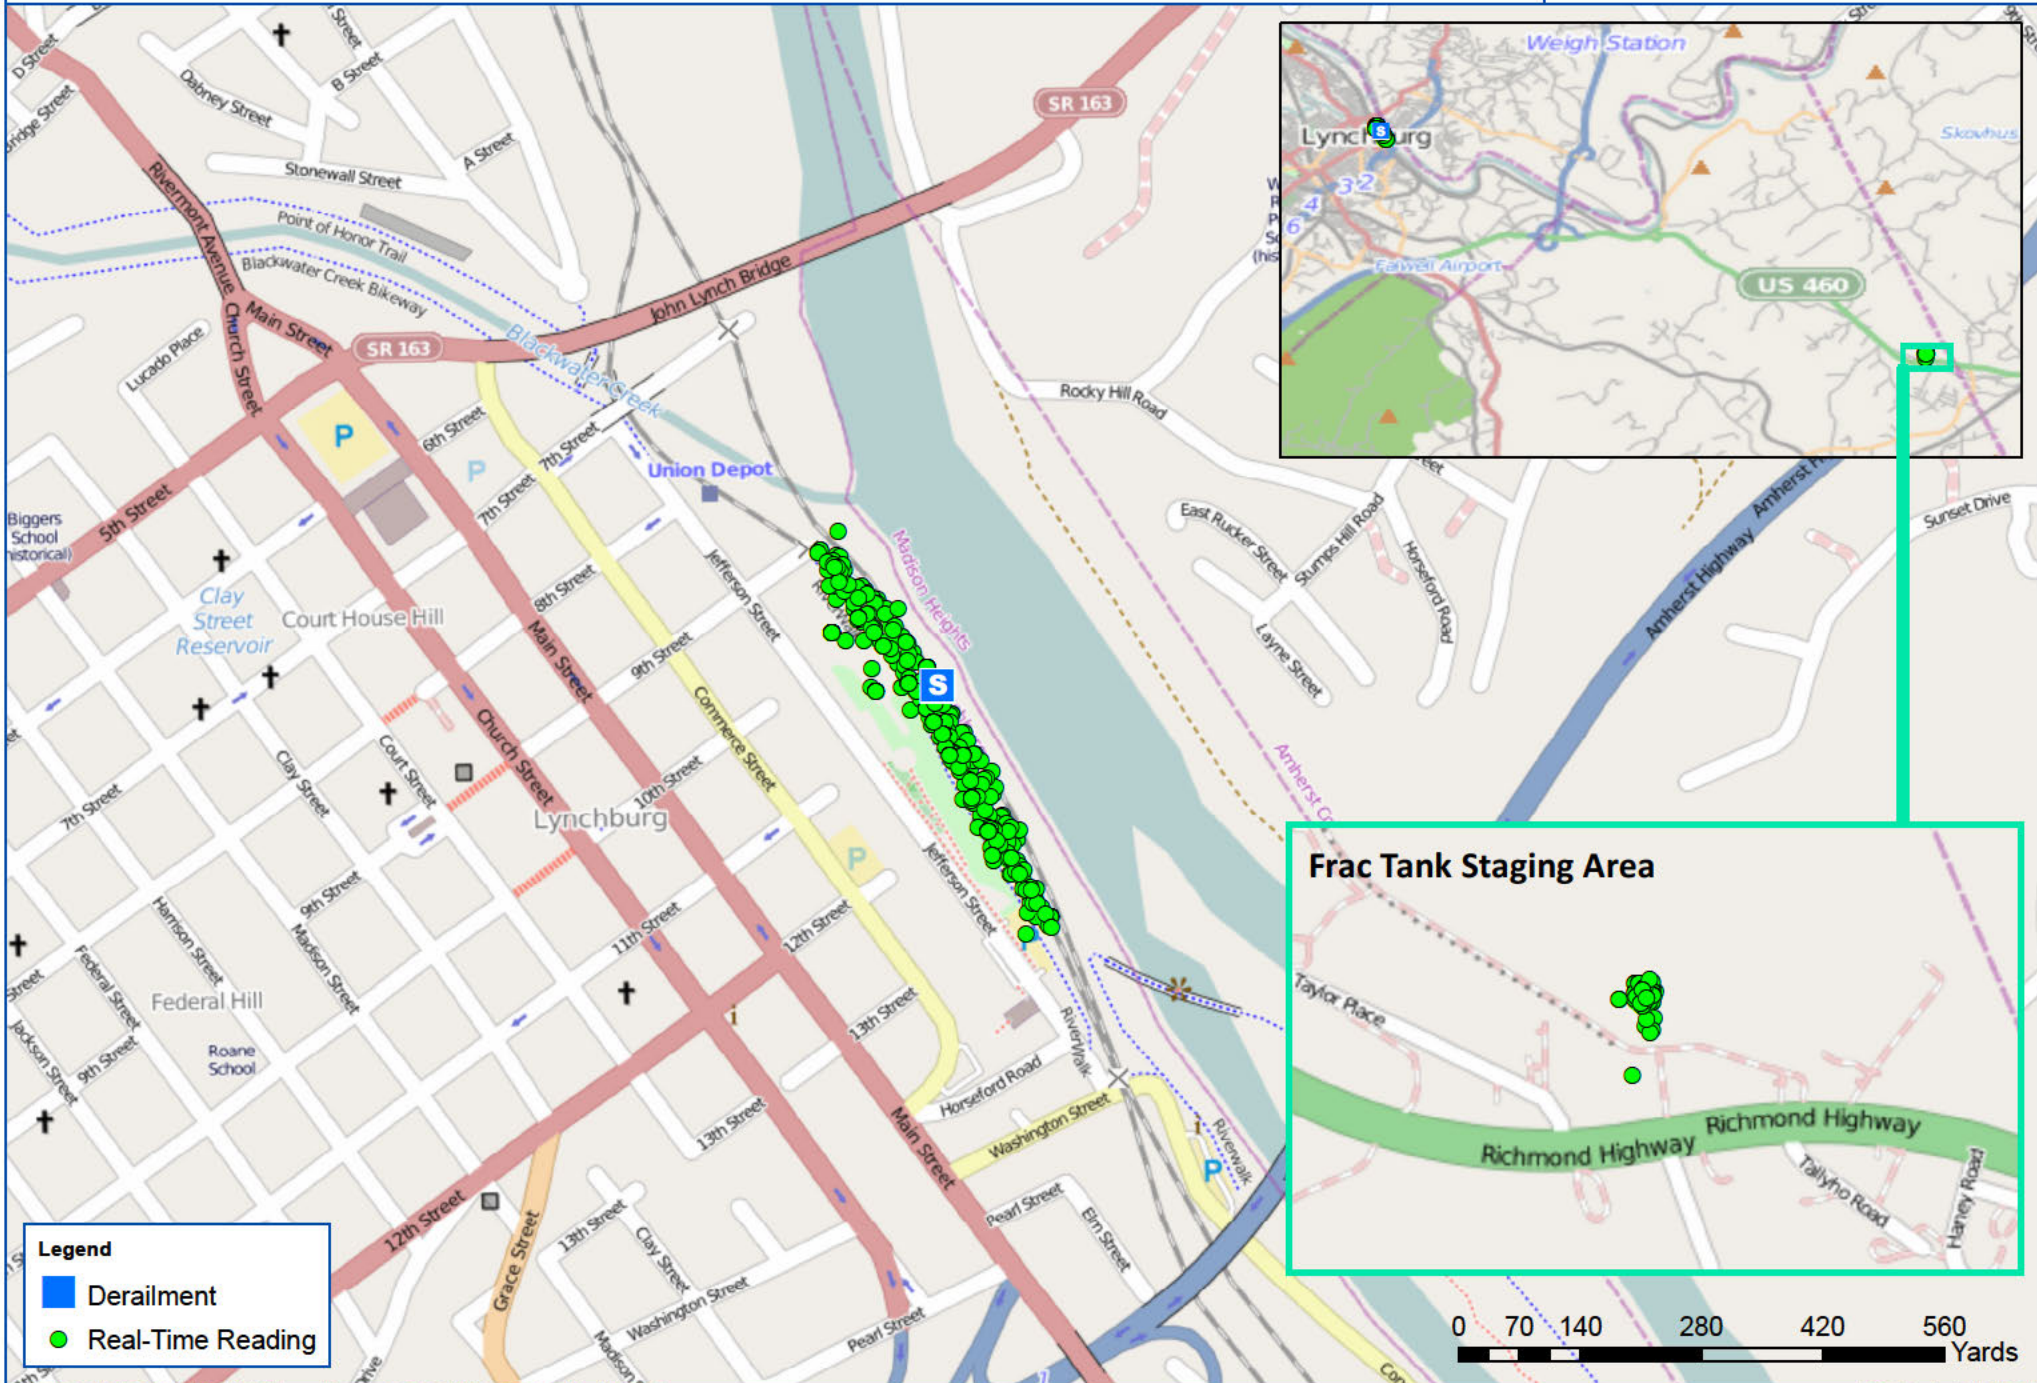 D Street
Dabney Street
B Street
A Street
Stonewall Street
Rivermont Avenue
Point of Honor Trail
Blackwater Creek Bikeway
Church Street
Main Street
SR 163
John Lynch Bridge
SR 163
Blackwater Creek
Lucado Place
P
6th Street
P
7th Street
7th Street
Union Depot
5th Street
Biggers
School
Clay
Street
Reservoir
Court House Hill
8th Street
Main Street
9th Street
Jefferson Street
Madison Heights
S
Commerce Street
Church Street
Court Street
Clay Street
7th Street
10th Street
Lynchburg
P
Jefferson Street
9th Street
11th Street
12th Street
Harrison Street
Madison Street
Federal Street
Federal Hill
Jackson Street
Roane
School
9th Street
i
13th Street
RiverWalk
Horseford Road
Washington Street
13th Street
Main Street
12th Street
Grace Street
13th Street
Clay Street
Washington Street
Pearl Street
Elm Street
Pearl Street
i
P
Riverwalk
Rocky Hill Road
East Rucker Street
Stumps Hill Road
Horseford Road
Layne Street
Amherst Highway
Sunset Drive
Weigh Station
Lynchburg
S
3 2
4
6
Falwell Airport
US 460
Skovhus
Frac Tank Staging Area
Taylor Place
Richmond Highway
Richmond Highway
Tallyho Road
Haney Road
Legend
Derailment
Real-Time Reading
0 70 140 280 420 560
Yards